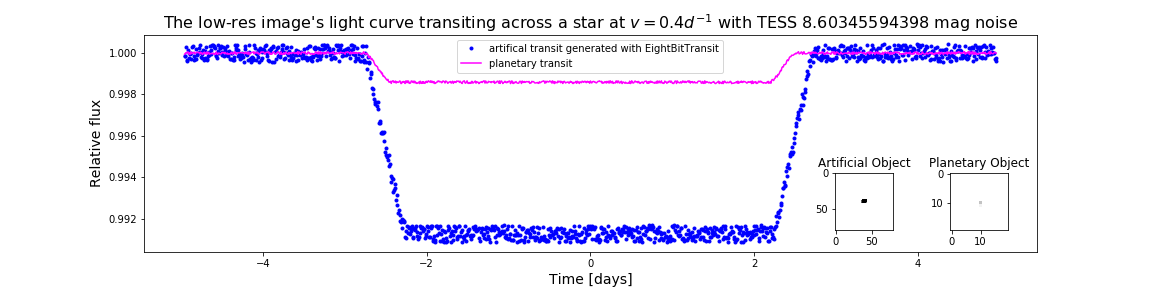 The low-res image's light curve transiting across a star at v = 0.4d⁻¹ with TESS 8.60345594398 mag noise
artifical transit generated with EightBitTransit
planetary transit
Relative flux
1.000
0.998
0.996
0.994
0.992
Artificial Object
0
50
0
50
Planetary Object
0
10
0
10
−4
−2
0
2
4
Time [days]